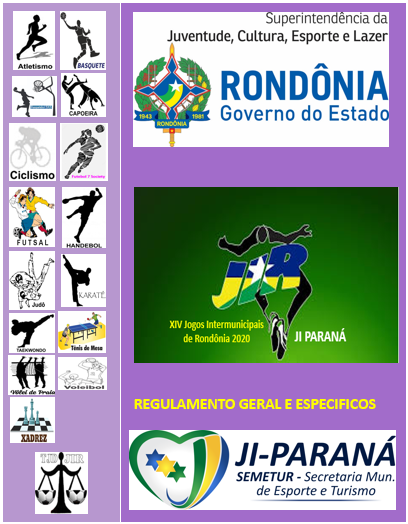 Atletismo
BASQUETE
CAPOEIRA
Ciclismo
Futebol 7 Society
FUTSAL
HANDEBOL
Judô
KARATÊ
TAEKWONDO
Tênis de Mesa
Vôlei de Praia
Voleibol
XADREZ
TJD JIR
Superintendência da
Juventude, Cultura, Esporte e Lazer
RONDÔNIA
Governo do Estado
1943
1981
RONDÔNIA
JIR
XIV Jogos Intermunicipais
de Rondônia 2020
JI PARANÁ
REGULAMENTO GERAL E ESPECIFICOS
JI-PARANÁ
SEMETUR - Secretaria Mun.
de Esporte e Turismo